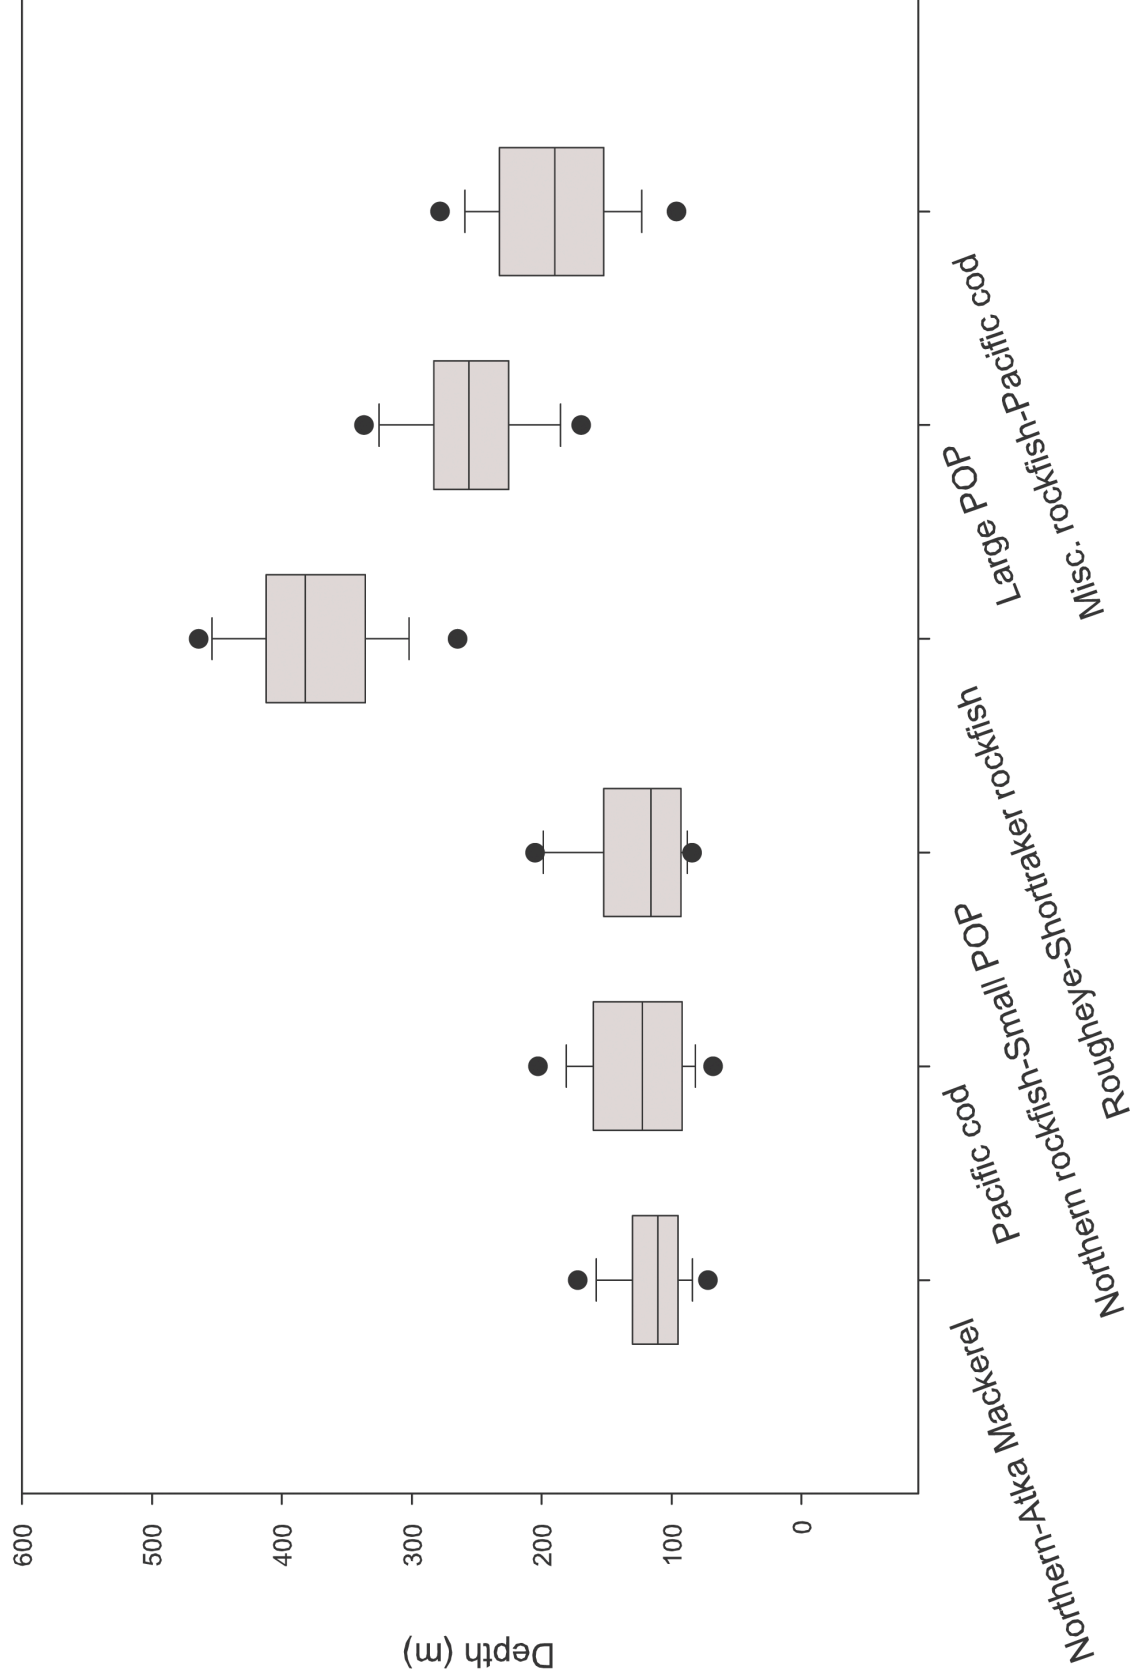 600
500
400
300
200
100
0
Depth (m)
Northern-Atka Mackerel
Pacific cod
Northern rockfish-Small POP
Rougheye-Shortraker rockfish
Large POP
Misc. rockfish-Pacific cod